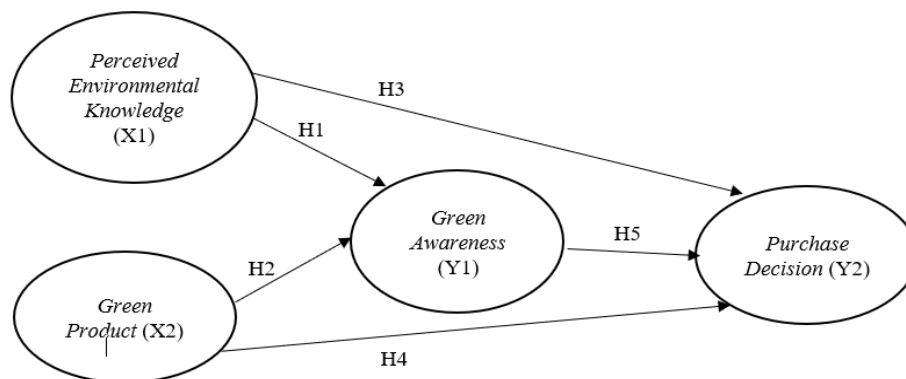 Perceived
Environmental
Knowledge
(X1)
H3
H1
Green
Awareness
(Y1)
H5
Purchase
Decision (Y2)
H2
Green
Product (X2)
H4